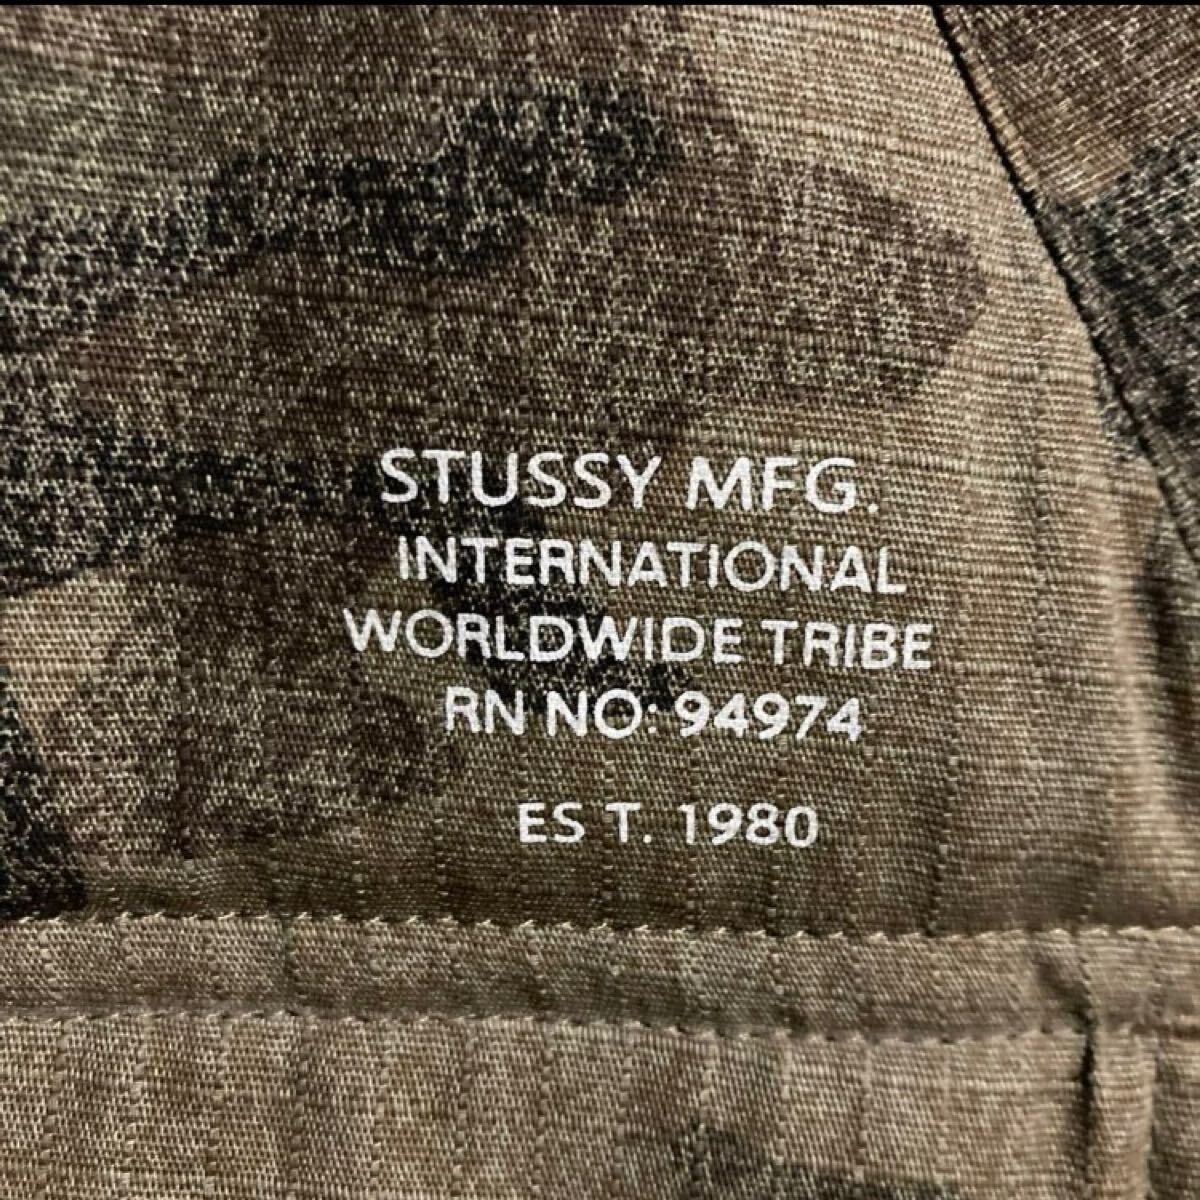 STUSSY MFG.
INTERNATIONAL
WORLDWIDE TRIBE
RN NO: 94974
ES T. 1980